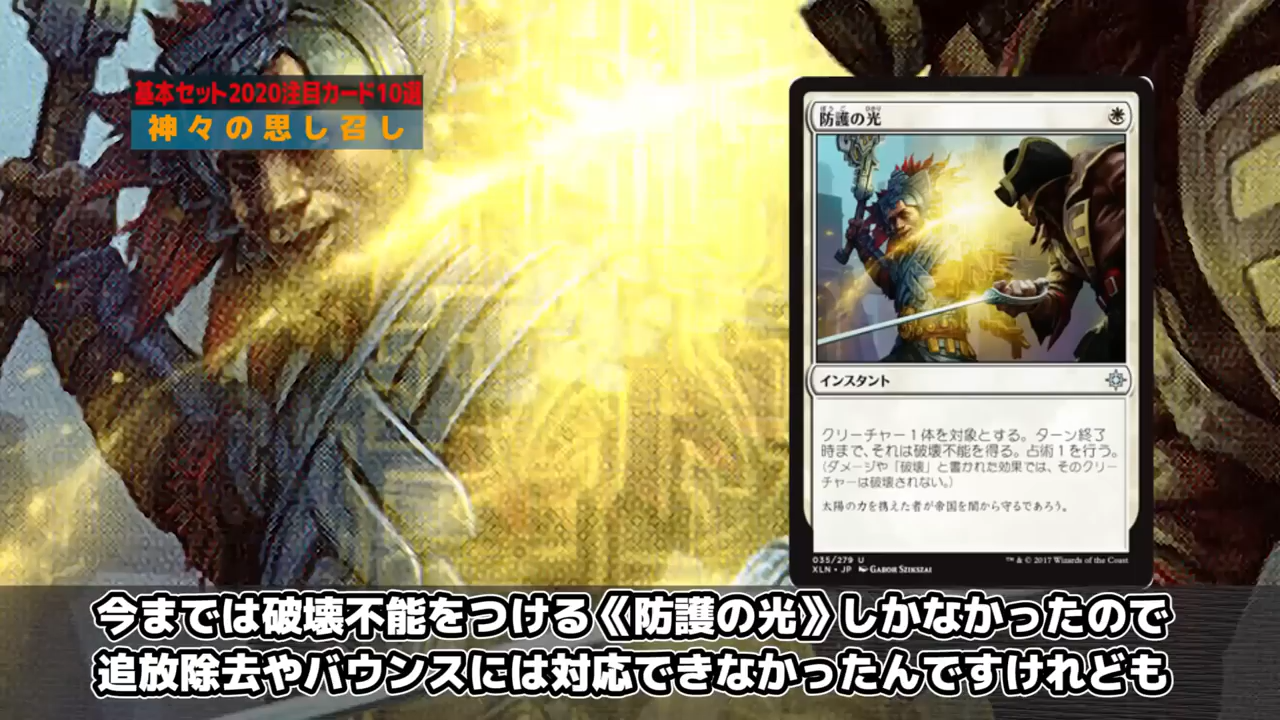 基本セット2020注目カード10選
神々の思し召し
ぼうご ひかり
防護の光
インスタント
クリーチャー1体を対象とする。ターン終了
時まで、それは破壊不能を得る。占術1を行う。
(ダメージや「破壊」と書かれた効果では、そのクリー
チャーは破壊されない。)
太陽の力を携えた者が帝国を闇から守るであろう。
035/279 U
™ & © 2017 Wizards of the Coast
XLN • JP GABOR SZIKSZAI
今までは破壊不能をつける《防護の光》しかなかったので
追放除去やバウンスには対応できなかったんですけれども